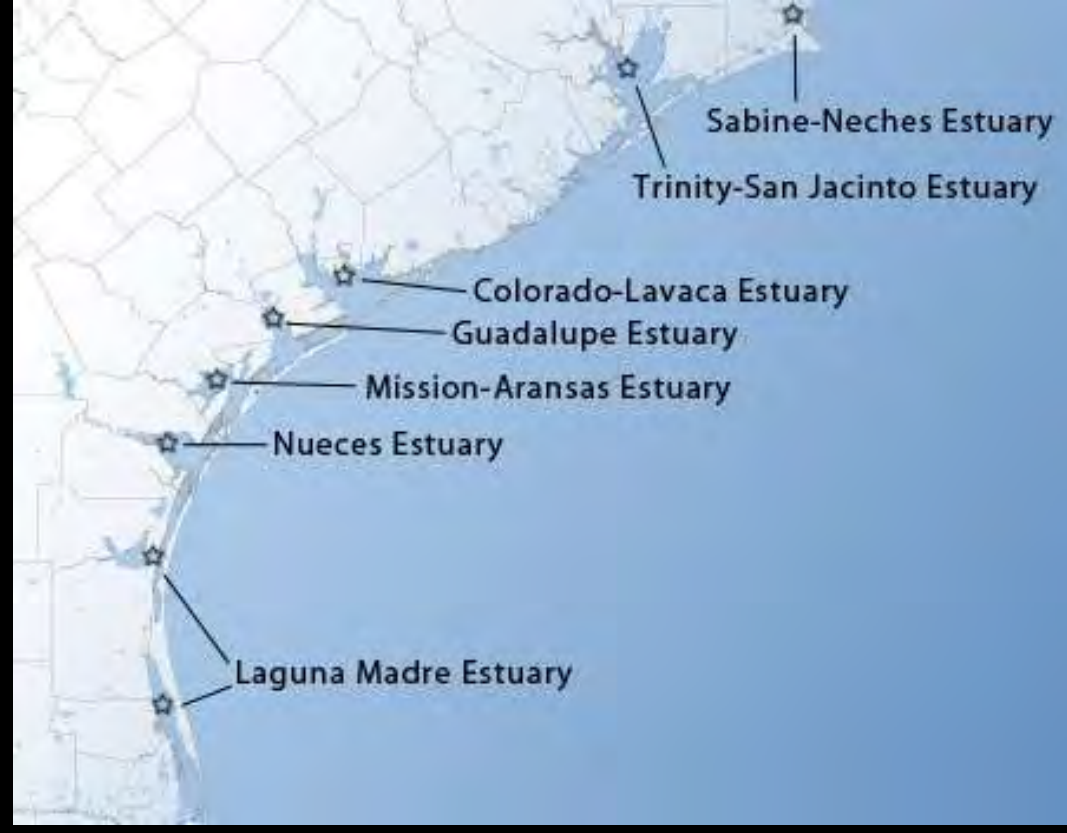 Sabine-Neches Estuary
Trinity-San Jacinto Estuary
Colorado-Lavaca Estuary
Guadalupe Estuary
Mission-Aransas Estuary
Nueces Estuary
Laguna Madre Estuary